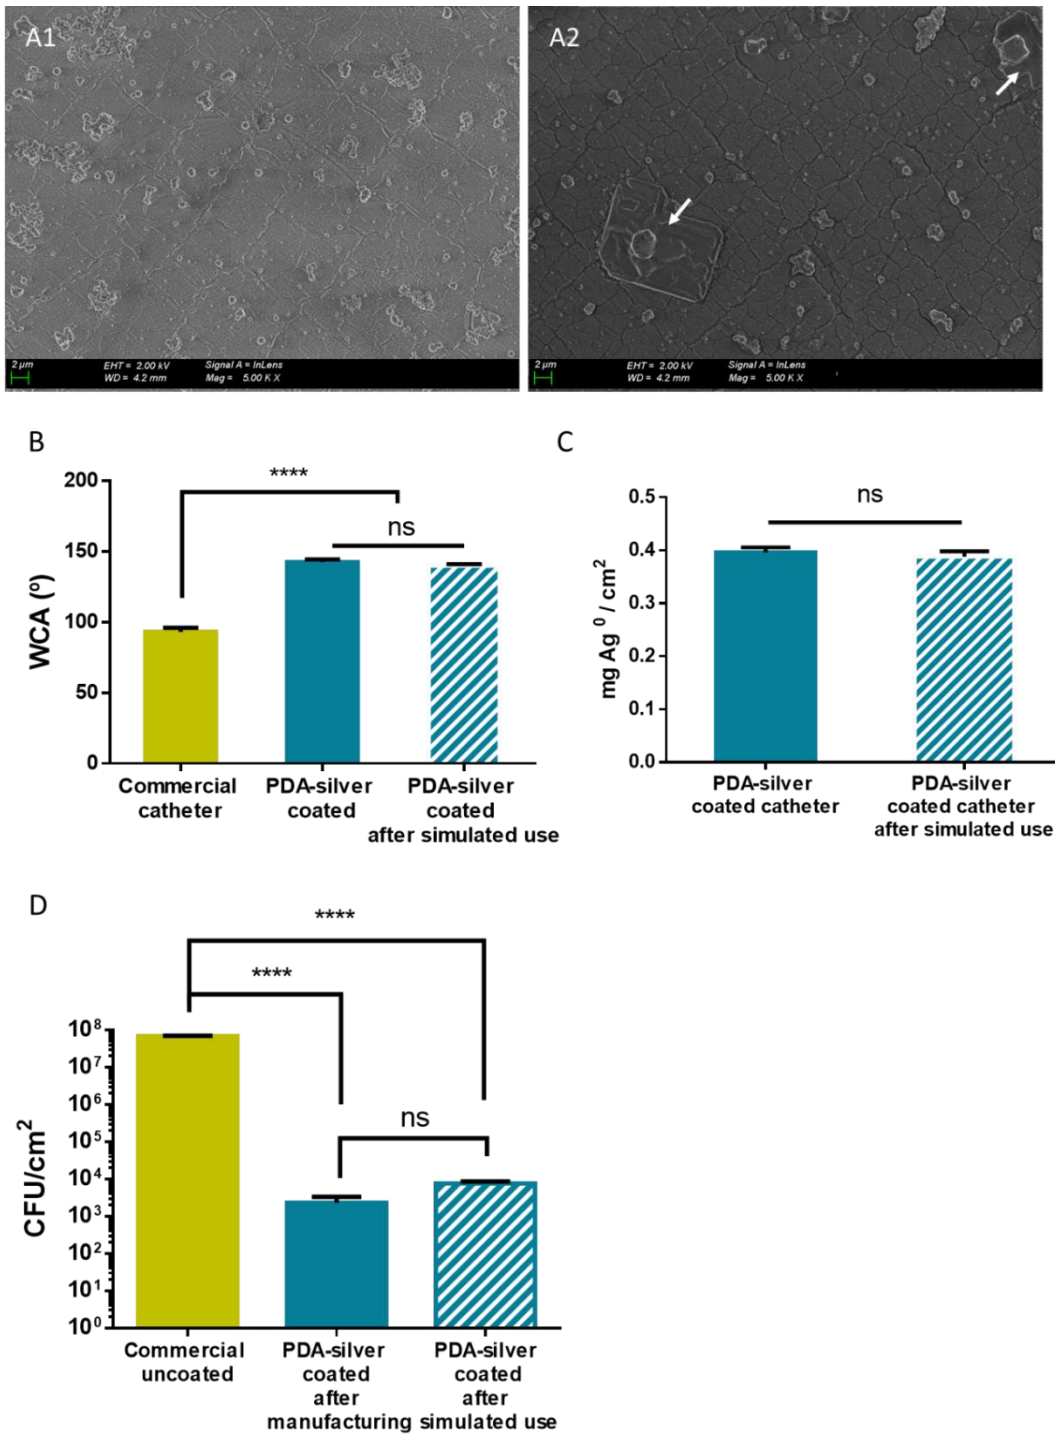 A1
A2
2 µm
EHT = 2.00 kV
Signal A = InLens
WD = 4.2 mm
Mag = 5.00 K X
2 µm
EHT = 2.00 kV
Signal A = InLens
WD = 4.2 mm
Mag = 5.00 K X
B
****
ns
200
150
100
50
0
WCA (º)
Commercial
catheter
PDA-silver
coated
PDA-silver
coated
after simulated use
C
ns
0.5
0.4
0.3
0.2
0.1
0.0
mg Ag⁰ / cm²
PDA-silver
coated catheter
PDA-silver
coated catheter
after simulated use
D
****
****
ns
10⁸
10⁷
10⁶
10⁵
10⁴
10³
10²
10¹
10⁰
CFU/cm²
Commercial
uncoated
PDA-silver
coated
after
manufacturing
PDA-silver
coated
after
simulated use